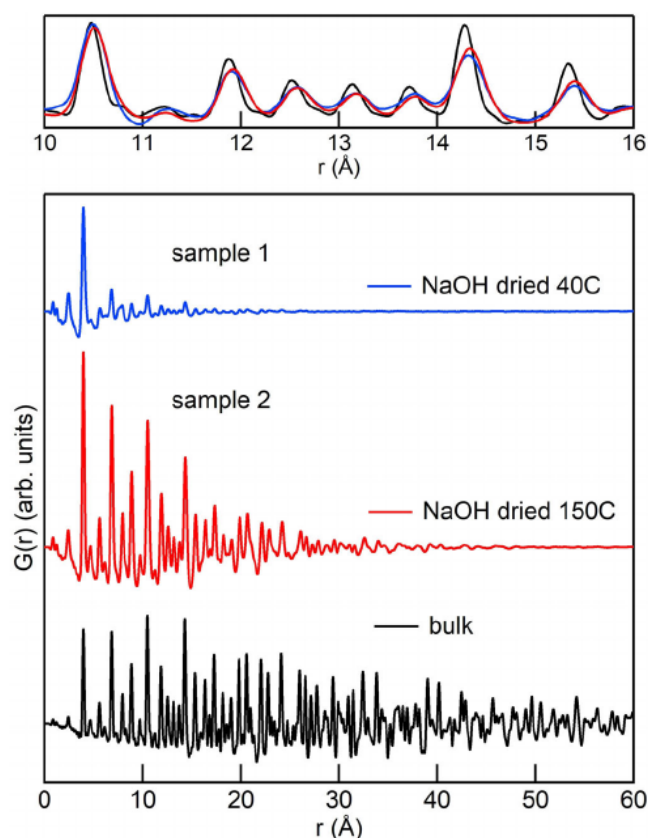 10 11 12 13 14 15 16
r (Å)
sample 1
NaOH dried 40C
sample 2
NaOH dried 150C
bulk
G(r) (arb. units)
0 10 20 30 40 50 60
r (Å)